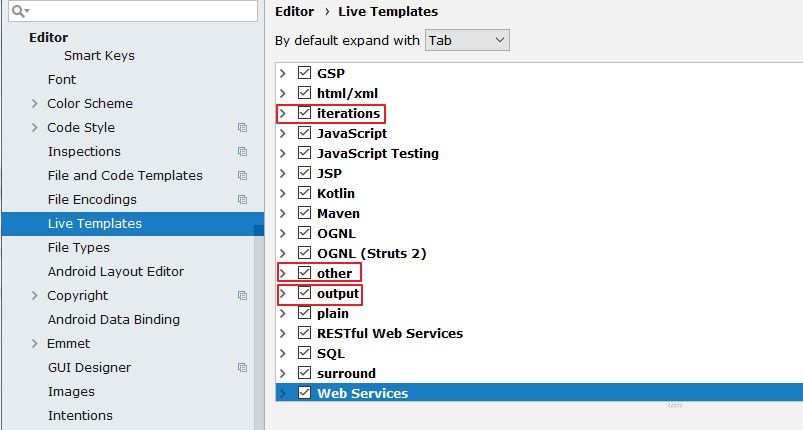 Editor
Smart Keys
Font
Color Scheme
Code Style
Inspections
File and Code Templates
File Encodings
Live Templates
File Types
Android Layout Editor
Copyright
Android Data Binding
Emmet
GUI Designer
Images
Intentions
Editor › Live Templates
By default expand with Tab
GSP
html/xml
iterations
JavaScript
JavaScript Testing
JSP
Kotlin
Maven
OGNL
OGNL (Struts 2)
other
output
plain
RESTful Web Services
SQL
surround
Web Services